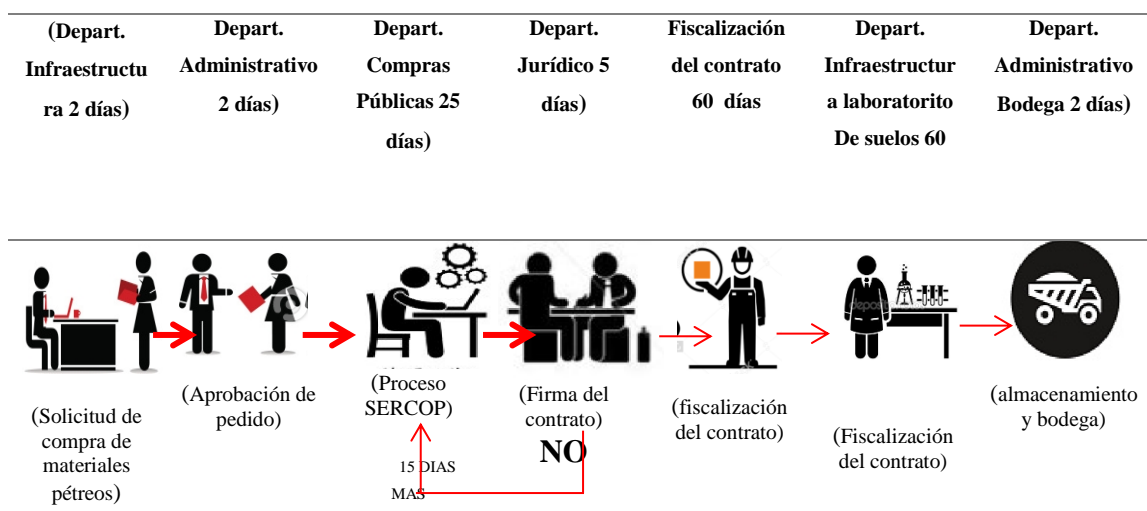 (Depart.
Infraestructu
ra 2 días)
Depart.
Administrativo
2 días)
Depart.
Compras
Públicas 25
días)
Depart.
Jurídico 5
días)
Fiscalización
del contrato
60 días
Depart.
Infraestructur
a laboratorito
De suelos 60
Depart.
Administrativo
Bodega 2 días)
(Solicitud de
compra de
materiales
pétreos)
(Aprobación de
pedido)
(Proceso
SERCOP)
15 DIAS
MAS
(Firma del
contrato)
NO
(fiscalización
del contrato)
(Fiscalización
del contrato)
(almacenamiento
y bodega)